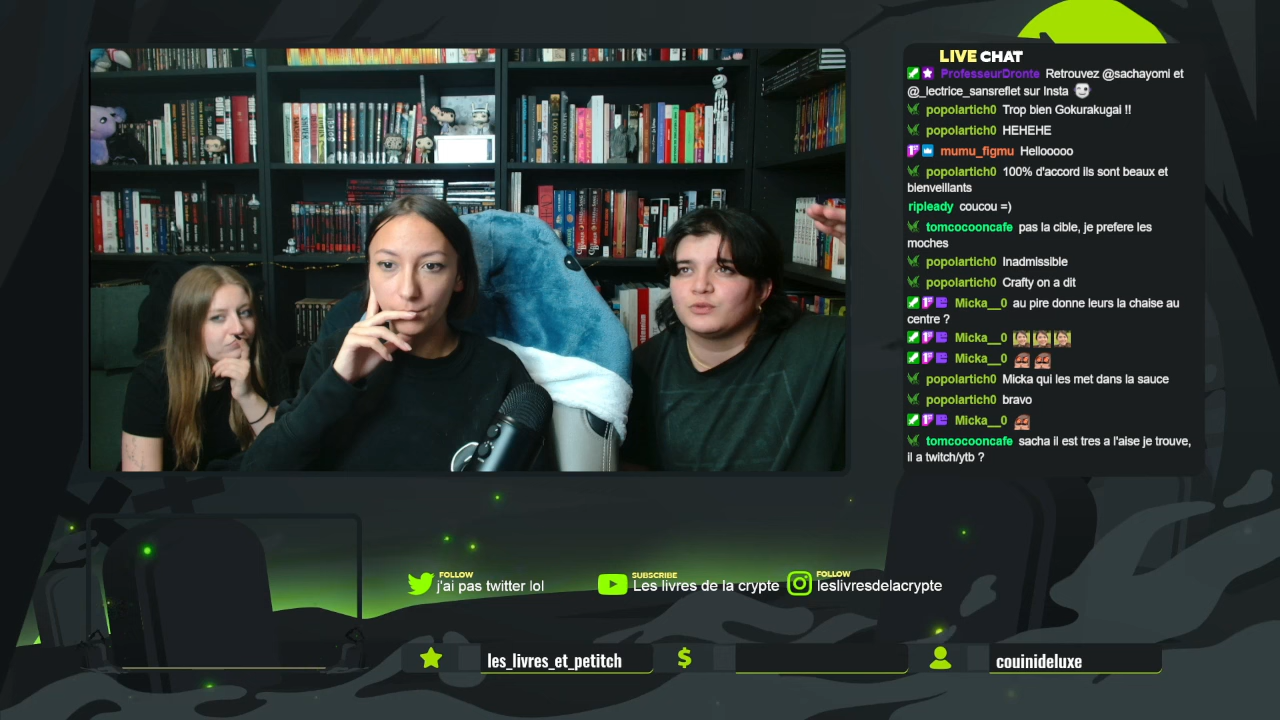 LIVE CHAT
ProfesseurDronte Retrouvez @sachayomi et
@_lectrice_sansreflet sur Insta
popolartich0 Trop bien Gokurakugai !!
popolartich0 HEHEHE
mumu_figmu Hellooooo
popolartich0 100% d'accord ils sont beaux et
bienveillants
ripleady coucou =)
tomcocooncafe pas la cible, je prefere les
moches
popolartich0 Inadmissible
popolartich0 Crafty on a dit
Micka__0 au pire donne leurs la chaise au
centre ?
Micka__0
Micka__0
popolartich0 Micka qui les met dans la sauce
popolartich0 bravo
Micka__0
tomcocooncafe sacha il est tres a l'aise je trouve,
il a twitch/ytb ?
FOLLOW
j'ai pas twitter lol
SUBSCRIBE
Les livres de la crypte
FOLLOW
leslivresdelacrypte
les_livres_et_petitch
$
couinideluxe